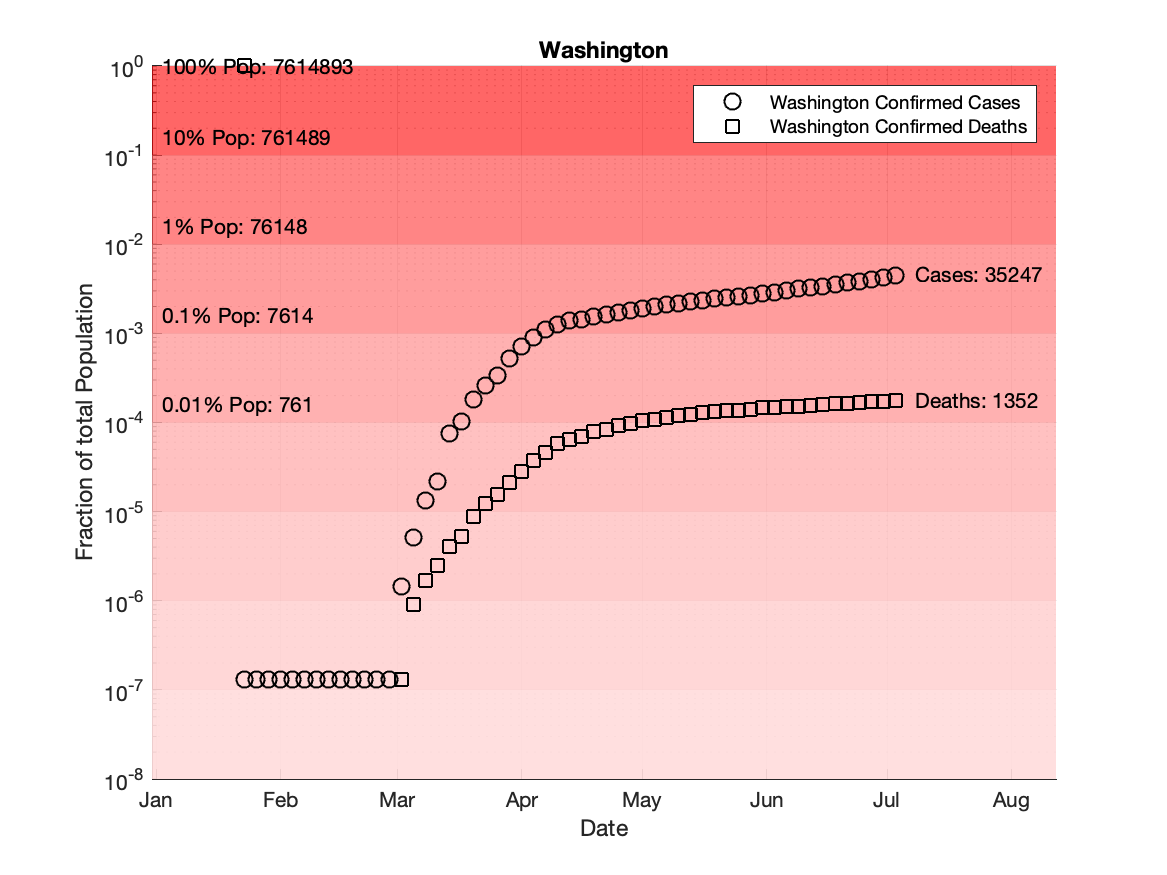 Washington
10^0
10^-1
10^-2
10^-3
10^-4
10^-5
10^-6
10^-7
10^-8
Fraction of total Population
100% Pop: 7614893
10% Pop: 761489
1% Pop: 76148
0.1% Pop: 7614
0.01% Pop: 761
Washington Confirmed Cases
Washington Confirmed Deaths
Cases: 35247
Deaths: 1352
Jan Feb Mar Apr May Jun Jul Aug
Date